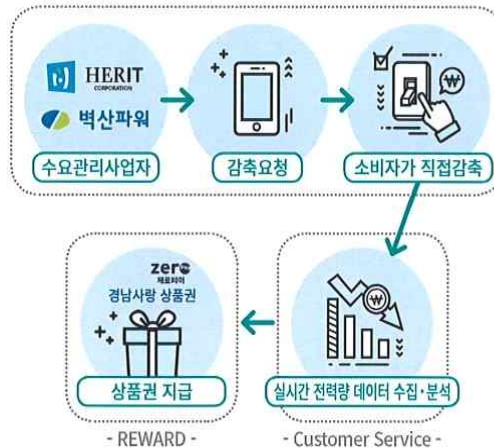 HERIT
CORPORATION
벽산파워
수요관리사업자
감축요청
소비자가 직접감축
zero
제로페이
경남사랑 상품권
상품권 지급
실시간 전력량 데이터 수집·분석
- REWARD -
- Customer Service -